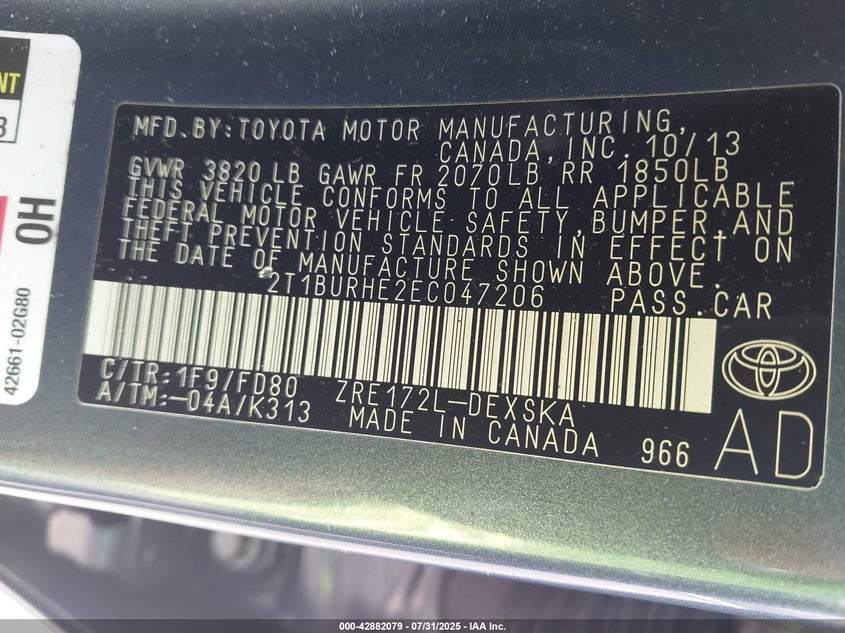 NT
3
OH
42661-02G80
MFD.BY:TOYOTA MOTOR MANUFACTURING,
CANADA,INC.10/13
GVWR 3820 LB GAWR FR 2070LB RR 1850LB
THIS VEHICLE CONFORMS TO ALL APPLICABLE
FEDERAL MOTOR VEHICLE SAFETY,BUMPER,AND
THEFT PREVENTION STANDARDS IN EFFECT ON
THE DATE OF MANUFACTURE SHOWN ABOVE.
2T1BURHE2EC047206 PASS.CAR
C/TR:1F9/FD80 ZRE172L-DEXSKA
A/TM:-04A/K313 MADE IN CANADA 966
AD
000-42882079 - 07/31/2025 - IAA Inc.